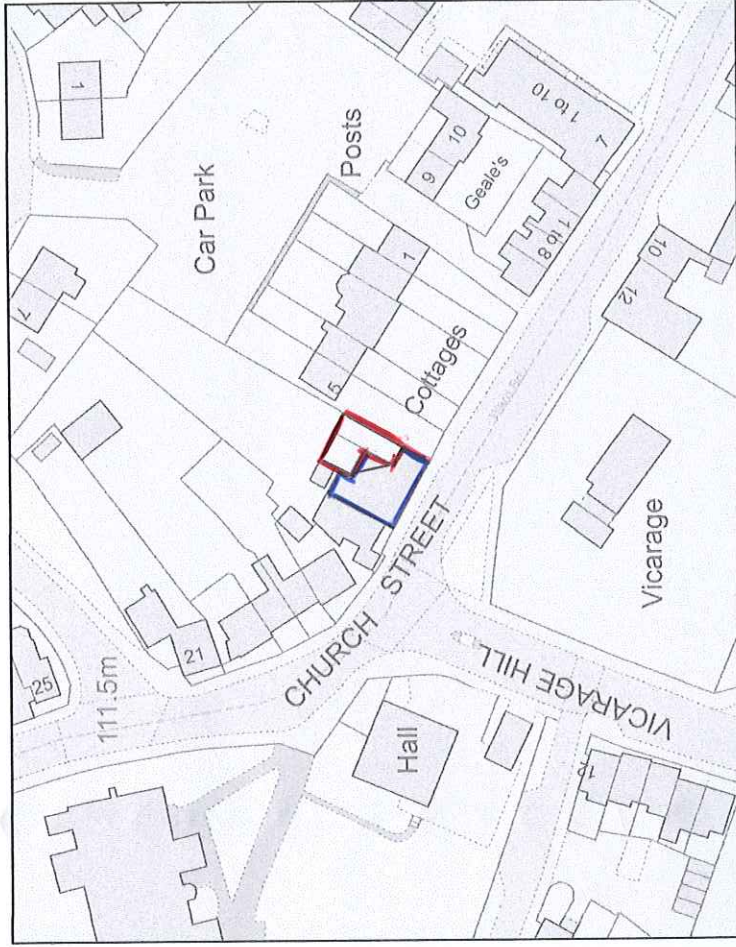 1
Car Park
7
Posts
1 to 10
7
10
9
Geale's
1 to 8
1
5
Cottages
10
12
21
25
111.5m
CHURCH STREET
Vicarage
VICARAGE HILL
Hall
12